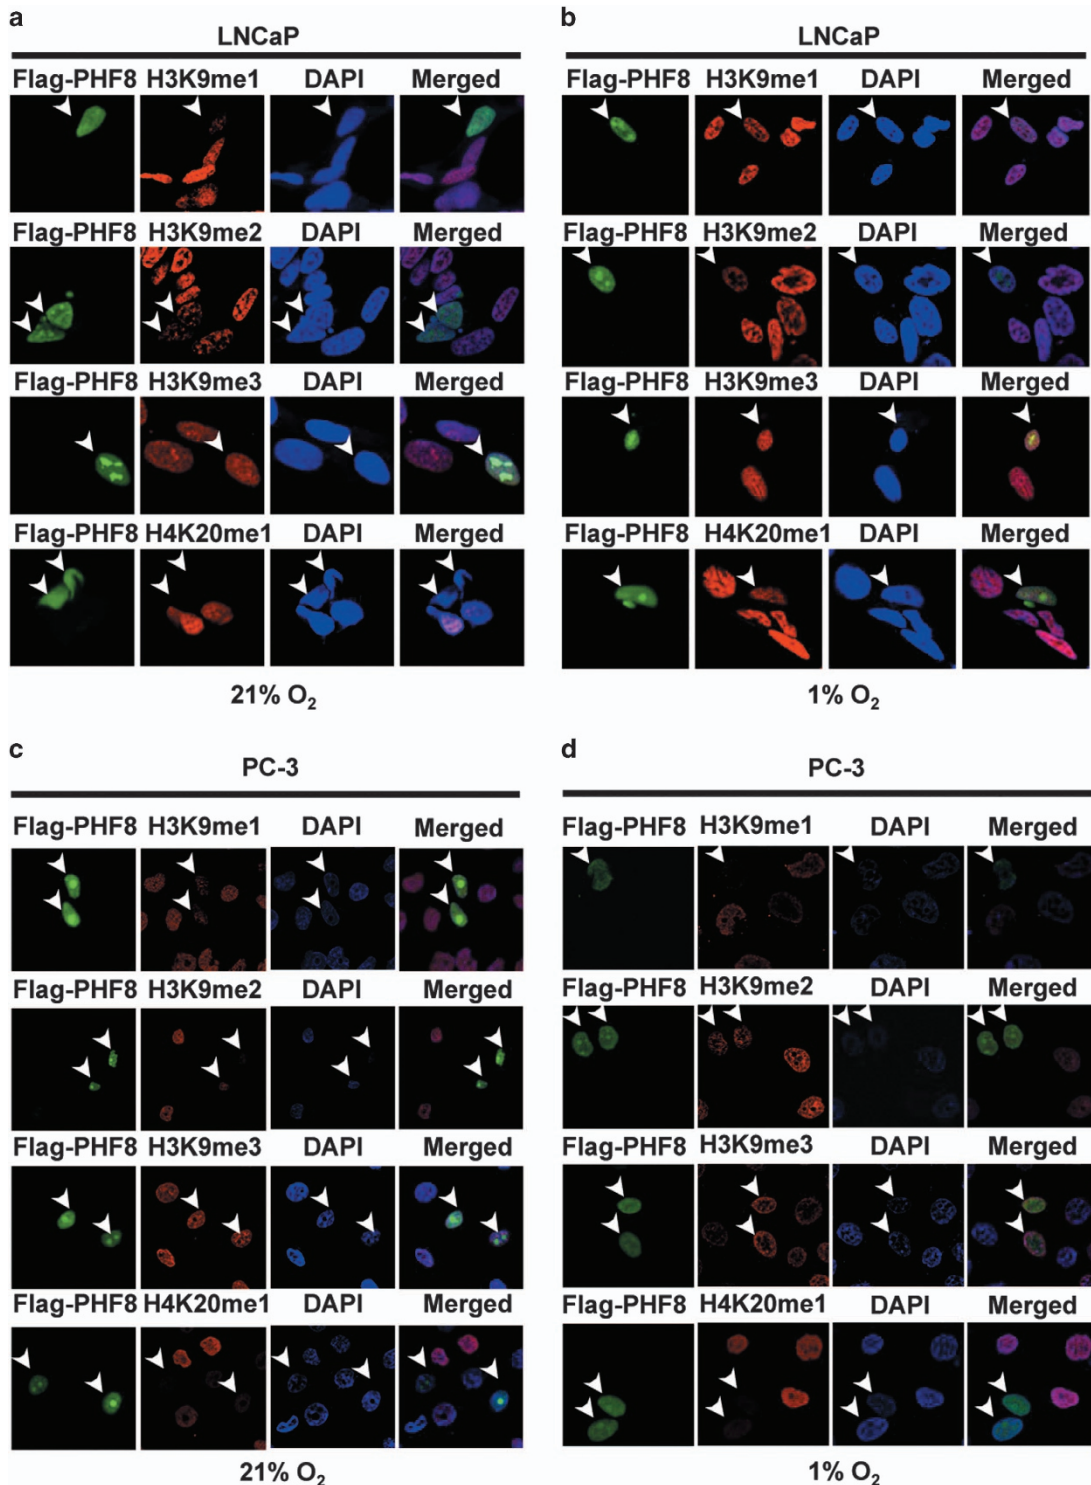 a
LNCaP
Flag-PHF8 H3K9me1 DAPI Merged
Flag-PHF8 H3K9me2 DAPI Merged
Flag-PHF8 H3K9me3 DAPI Merged
Flag-PHF8 H4K20me1 DAPI Merged
21% O₂
b
LNCaP
Flag-PHF8 H3K9me1 DAPI Merged
Flag-PHF8 H3K9me2 DAPI Merged
Flag-PHF8 H3K9me3 DAPI Merged
Flag-PHF8 H4K20me1 DAPI Merged
1% O₂
c
PC-3
Flag-PHF8 H3K9me1 DAPI Merged
Flag-PHF8 H3K9me2 DAPI Merged
Flag-PHF8 H3K9me3 DAPI Merged
Flag-PHF8 H4K20me1 DAPI Merged
21% O₂
d
PC-3
Flag-PHF8 H3K9me1 DAPI Merged
Flag-PHF8 H3K9me2 DAPI Merged
Flag-PHF8 H3K9me3 DAPI Merged
Flag-PHF8 H4K20me1 DAPI Merged
1% O₂